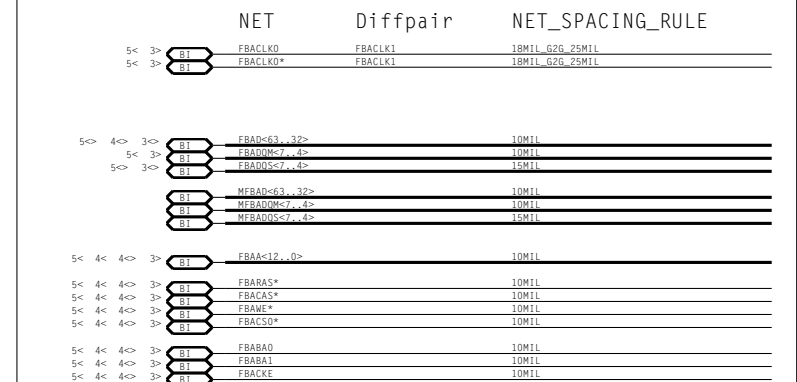 NET Diffpair NET_SPACING_RULE
5< 3> BI FBACLK0 FBACLK1 18MIL_G2G_25MIL
5< 3> BI FBACLK0* FBACLK1 18MIL_G2G_25MIL
5<> 4<> 3<> BI FBAD<63..32> 10MIL
5< 3> BI FBADQM<7..4> 10MIL
5<> 3<> BI FBADQS<7..4> 15MIL
BI MFBAD<63..32> 10MIL
BI MFBADQM<7..4> 10MIL
BI MFBADQS<7..4> 15MIL
5< 4< 4<> 3> BI FBAA<12..0> 10MIL
5< 4< 4<> 3> BI FBARAS* 10MIL
5< 4< 4<> 3> BI FBACAS* 10MIL
5< 4< 4<> 3> BI FBAWE* 10MIL
5< 4< 4<> 3> BI FBACS0* 10MIL
5< 4< 4<> 3> BI FBABA0 10MIL
5< 4< 4<> 3> BI FBABA1 10MIL
5< 4< 4<> 3> BI FBACKE 10MIL